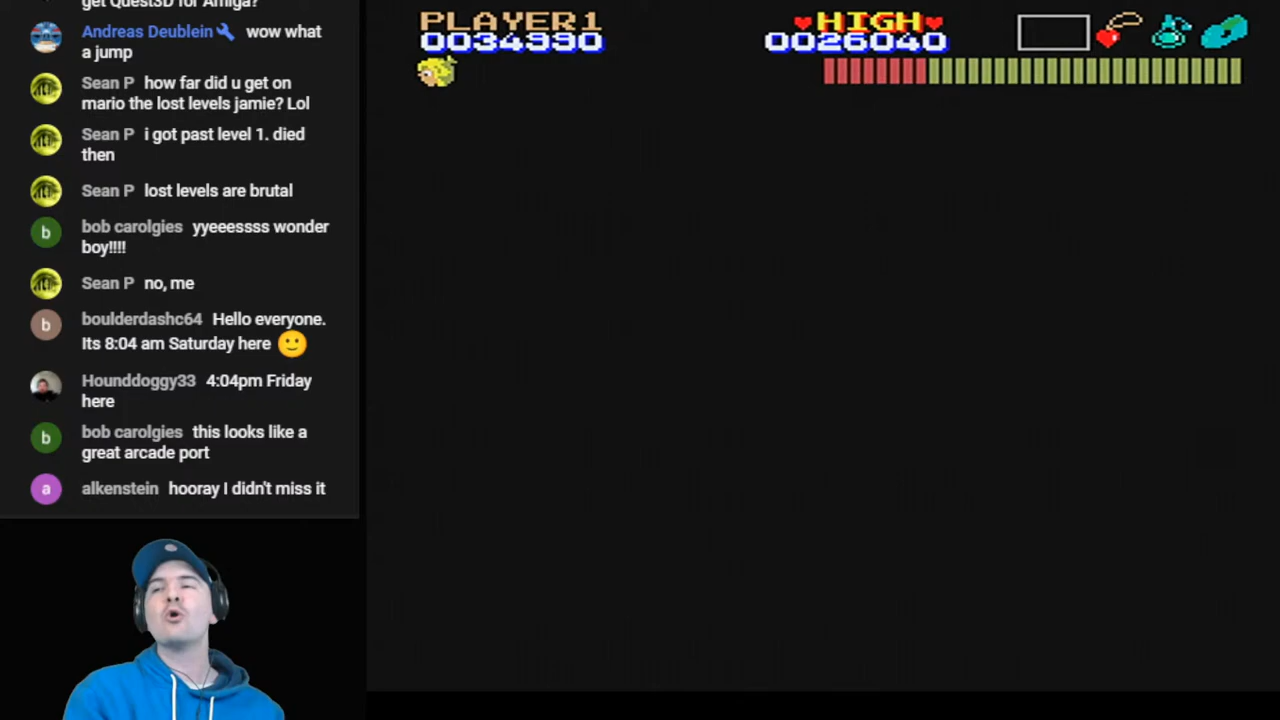 get Quest3D for Amiga?
Andreas Deublein wow what
a jump
Sean P how far did u get on
mario the lost levels jamie? Lol
Sean P i got past level 1. died
then
Sean P lost levels are brutal
bob carolgies yyeeessss wonder
boy!!!!
Sean P no, me
boulderdashc64 Hello everyone.
Its 8:04 am Saturday here
Hounddoggy33 4:04pm Friday
here
bob carolgies this looks like a
great arcade port
alkenstein hooray I didn't miss it
PLAYER1
0034990
HIGH
0026040
b
b
b
a